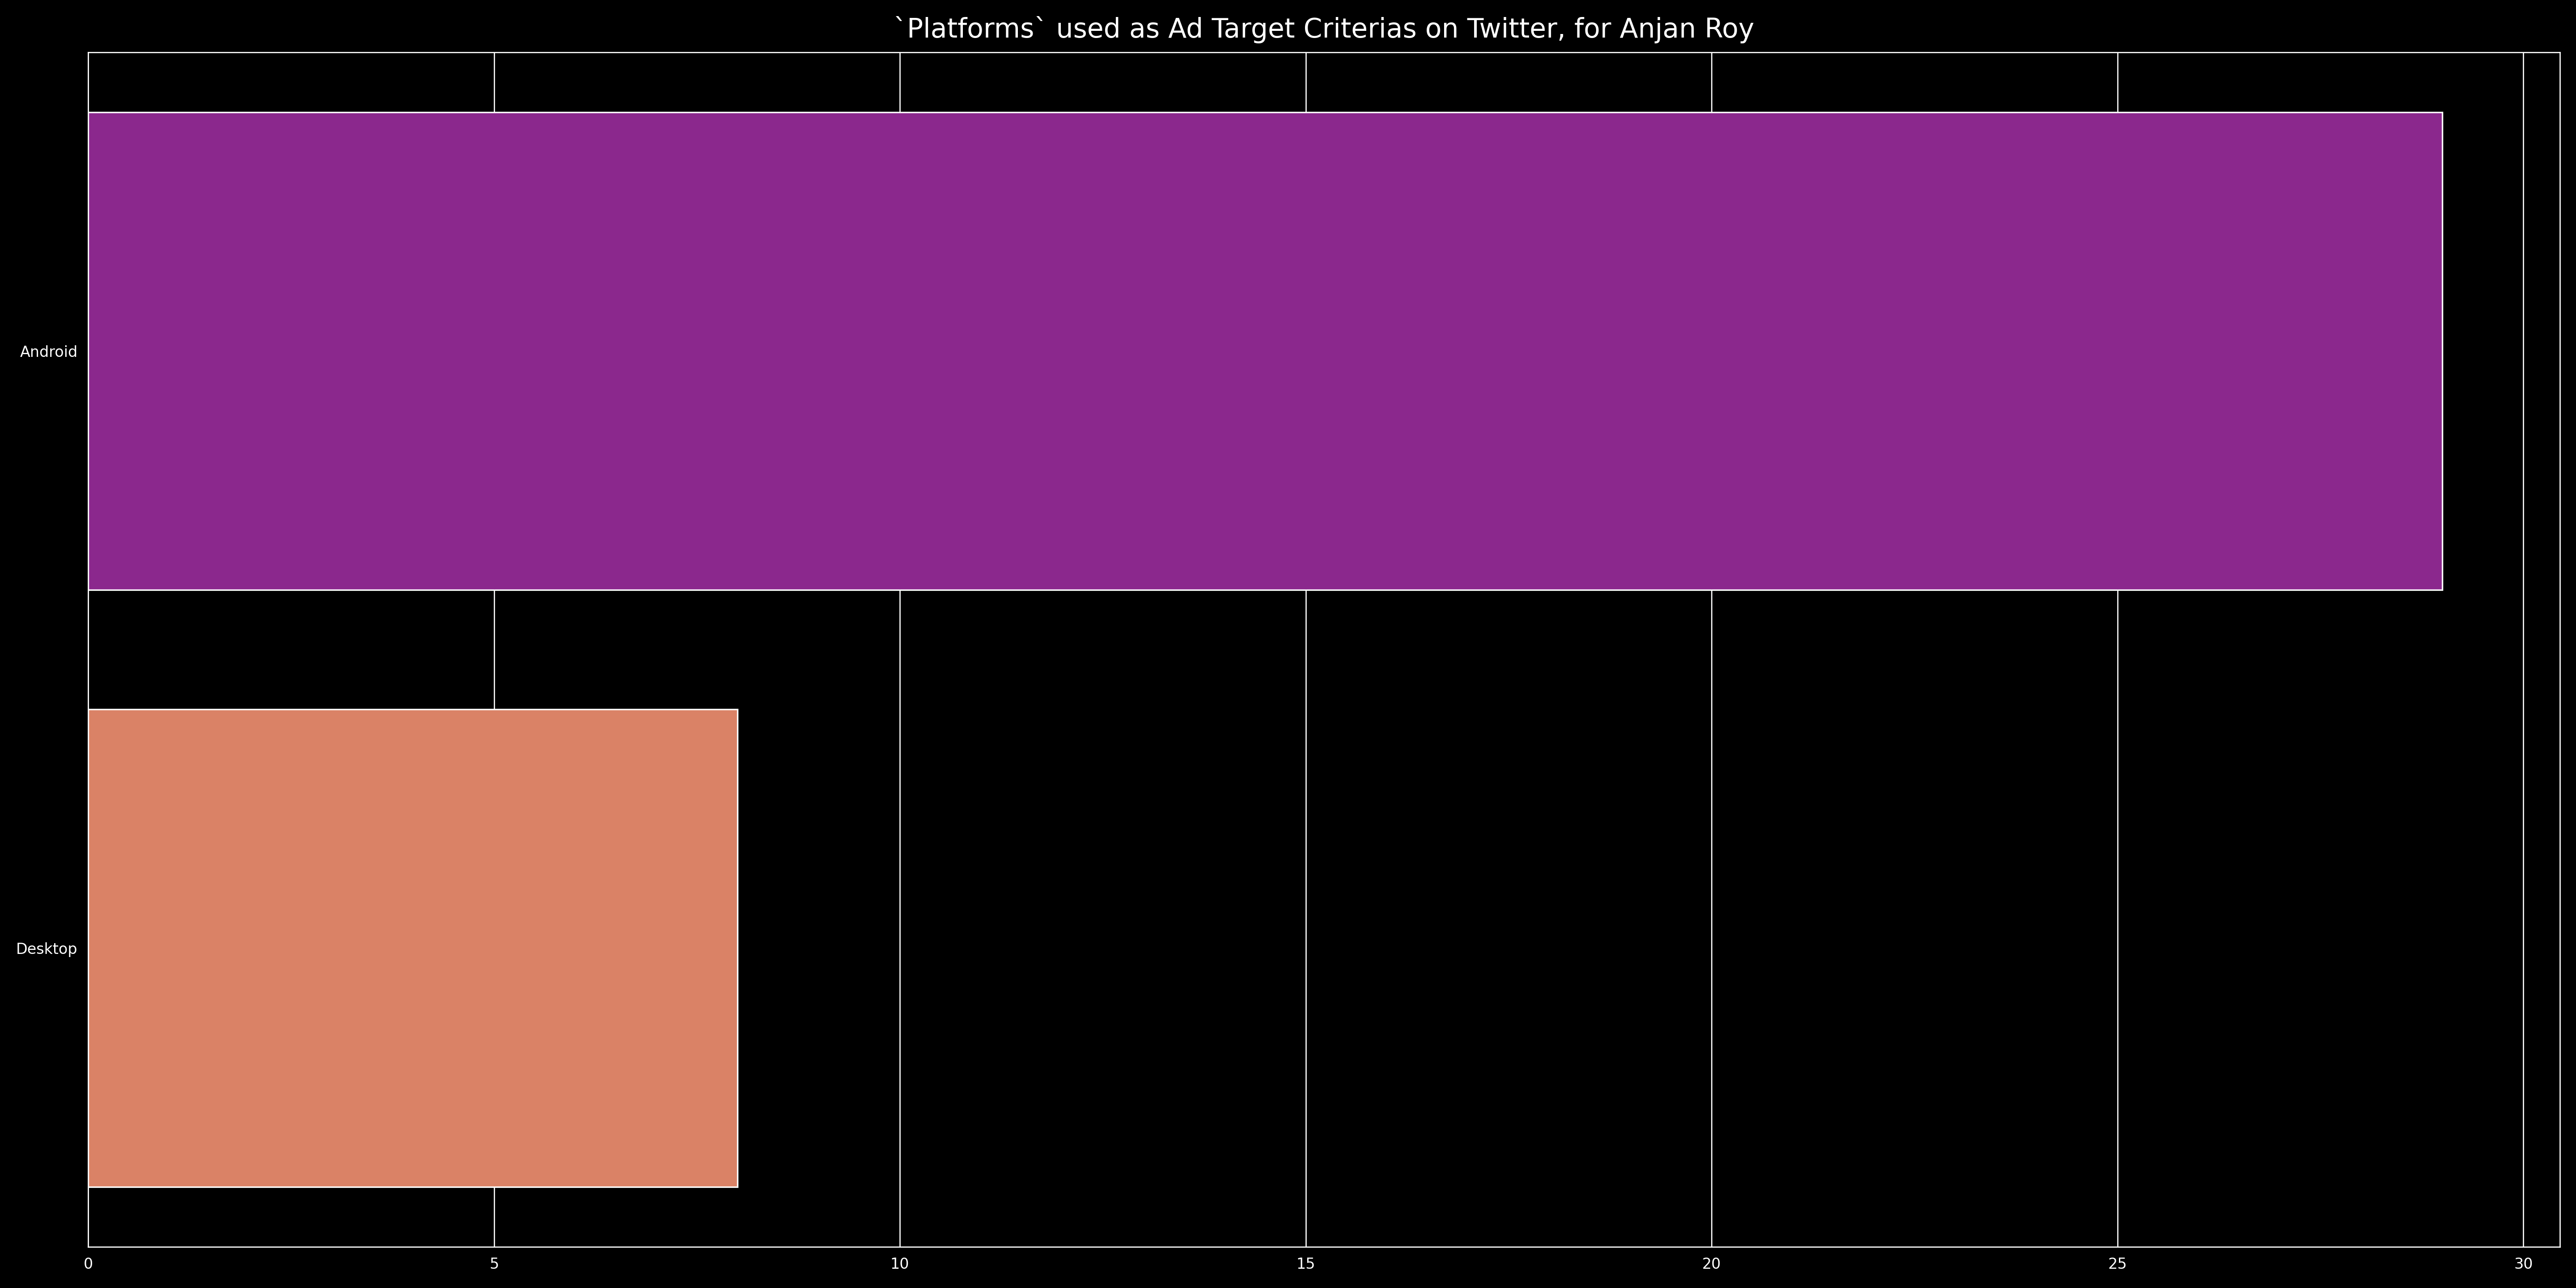 `Platforms` used as Ad Target Criterias on Twitter, for Anjan Roy
Android
Desktop
0 5 10 15 20 25 30